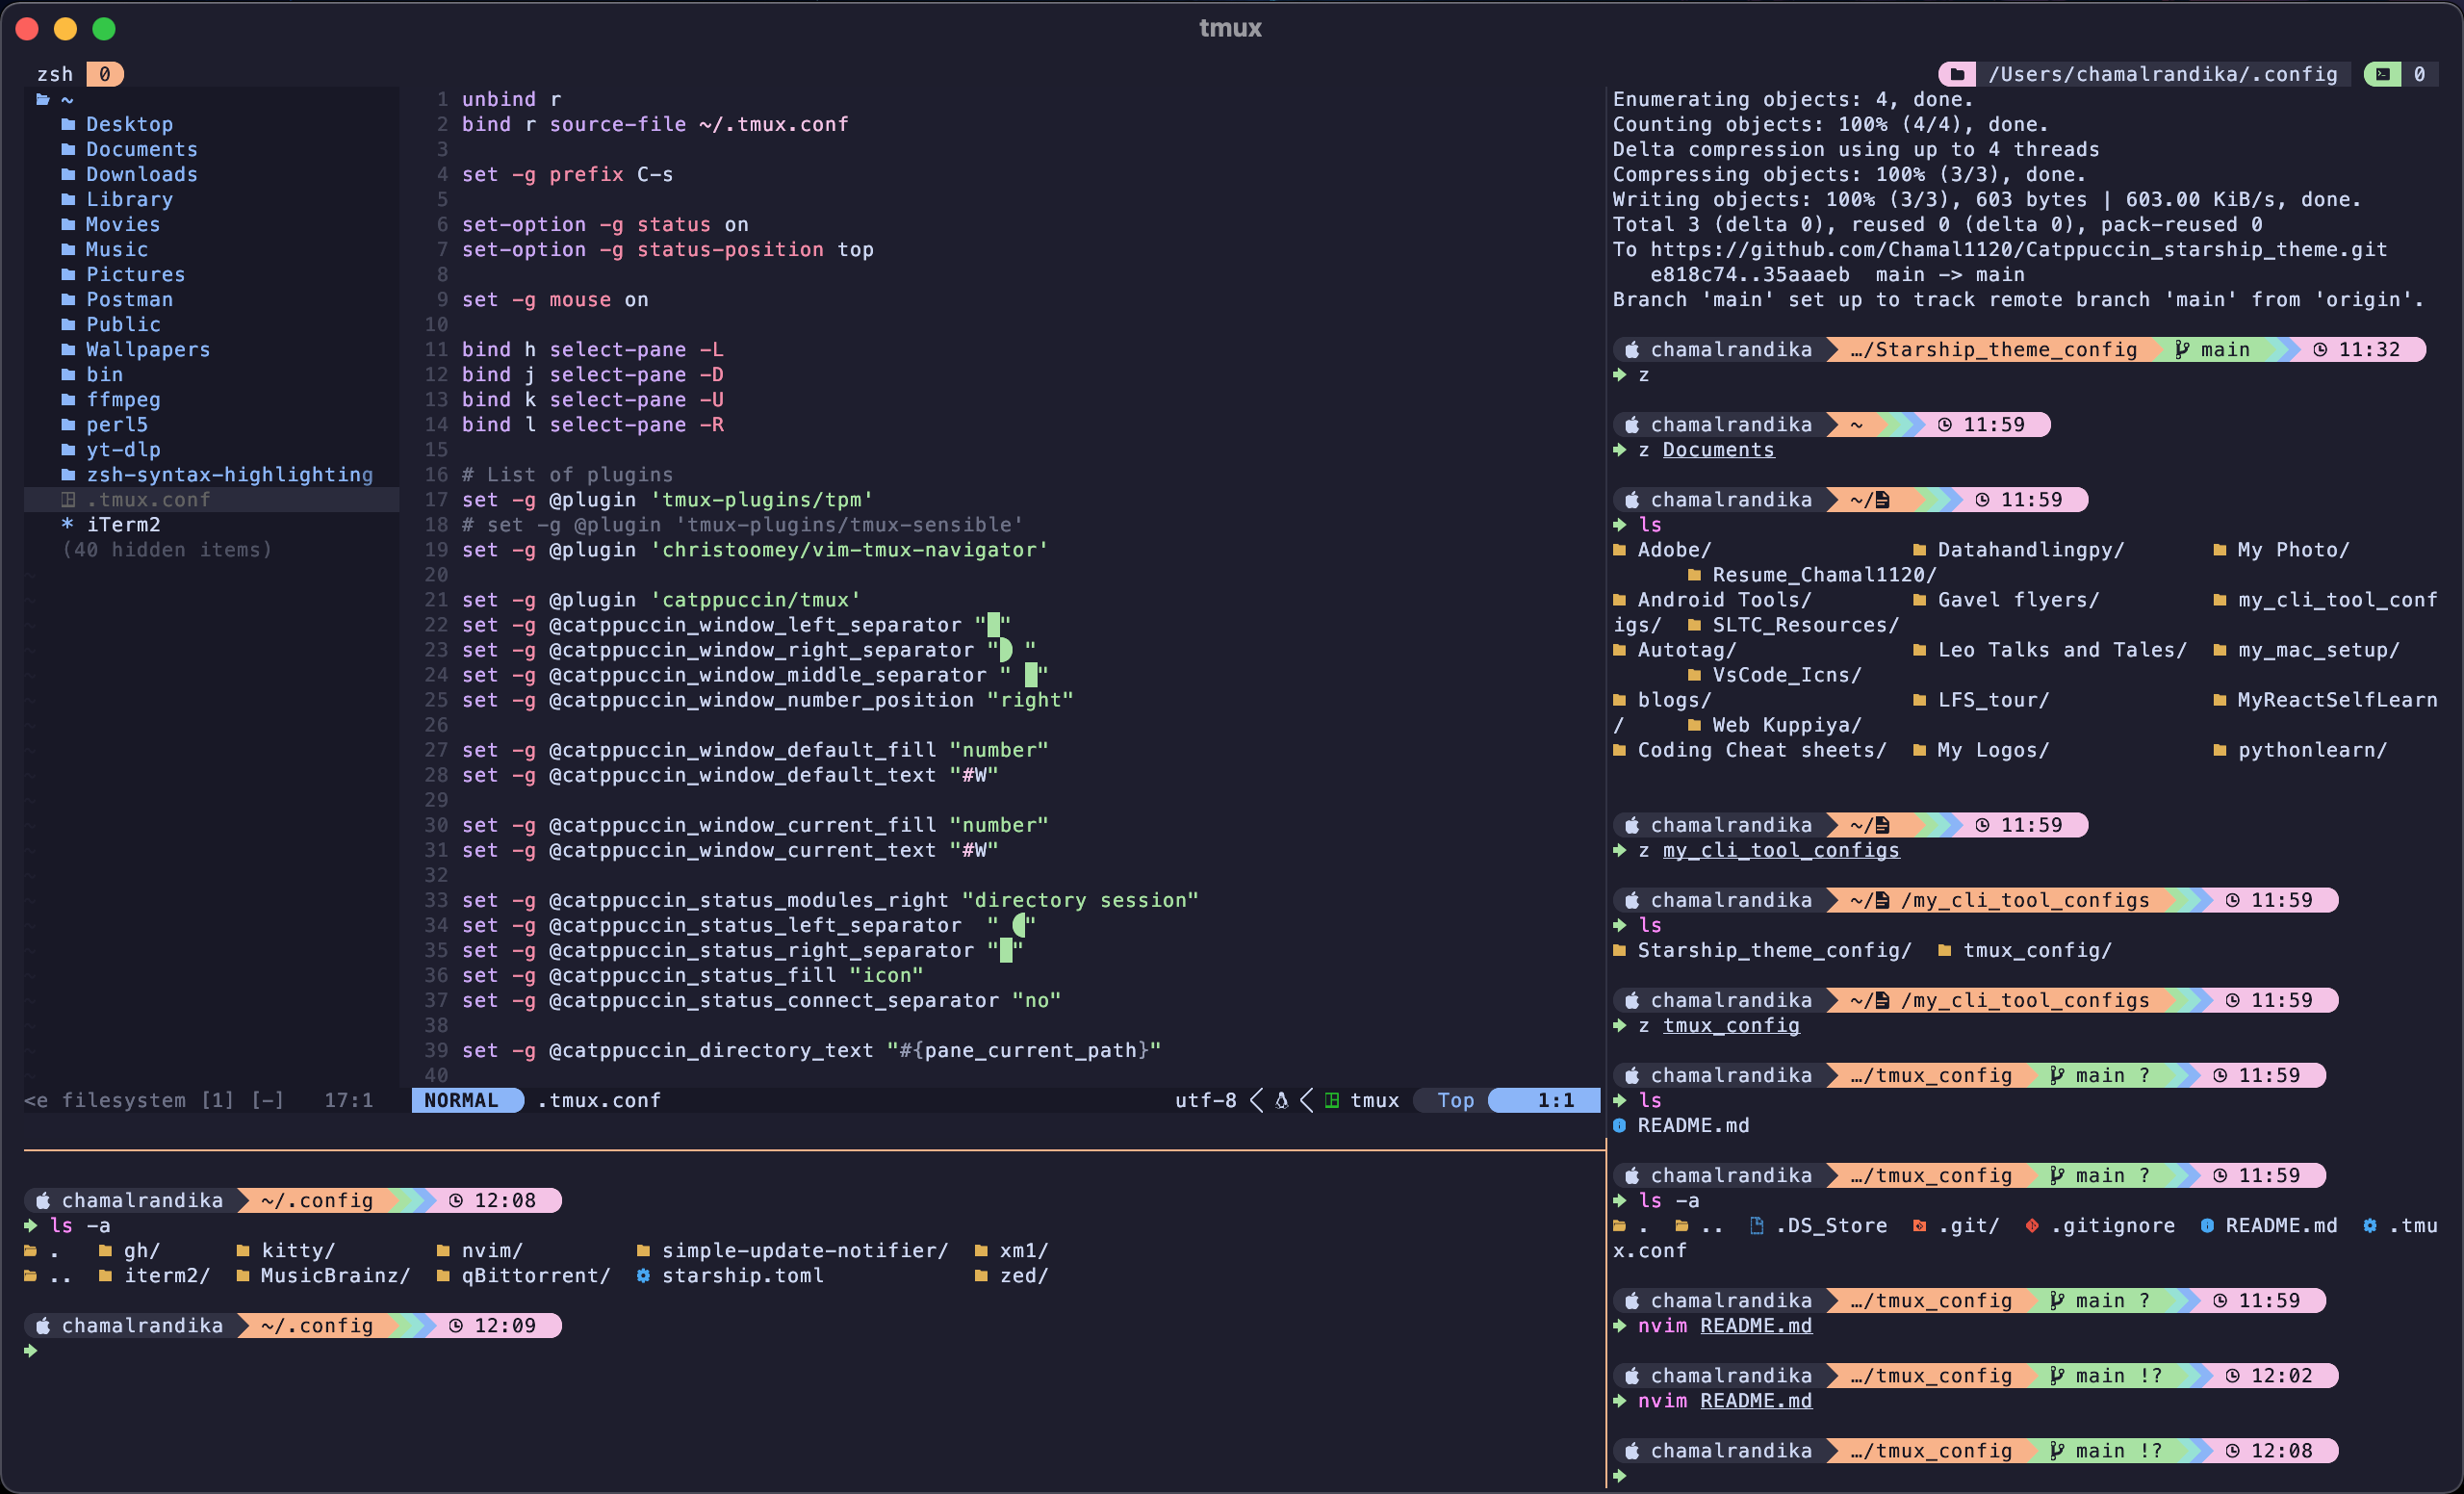 tmux
zsh 0
/Users/chamalrandika/.config 0
~
Desktop
Documents
Downloads
Library
Movies
Music
Pictures
Postman
Public
Wallpapers
bin
ffmpeg
perl5
yt-dlp
zsh-syntax-highlighting
.tmux.conf
* iTerm2
(40 hidden items)
<e filesystem [1] [-] 17:1
1 unbind r
2 bind r source-file ~/.tmux.conf
3
4 set -g prefix C-s
5
6 set-option -g status on
7 set-option -g status-position top
8
9 set -g mouse on
10
11 bind h select-pane -L
12 bind j select-pane -D
13 bind k select-pane -U
14 bind l select-pane -R
15
16 # List of plugins
17 set -g @plugin 'tmux-plugins/tpm'
18 # set -g @plugin 'tmux-plugins/tmux-sensible'
19 set -g @plugin 'christoomey/vim-tmux-navigator'
20
21 set -g @plugin 'catppuccin/tmux'
22 set -g @catppuccin_window_left_separator "█"
23 set -g @catppuccin_window_right_separator " "
24 set -g @catppuccin_window_middle_separator " █"
25 set -g @catppuccin_window_number_position "right"
26
27 set -g @catppuccin_window_default_fill "number"
28 set -g @catppuccin_window_default_text "#W"
29
30 set -g @catppuccin_window_current_fill "number"
31 set -g @catppuccin_window_current_text "#W"
32
33 set -g @catppuccin_status_modules_right "directory session"
34 set -g @catppuccin_status_left_separator " "
35 set -g @catppuccin_status_right_separator "█"
36 set -g @catppuccin_status_fill "icon"
37 set -g @catppuccin_status_connect_separator "no"
38
39 set -g @catppuccin_directory_text "#{pane_current_path}"
40
NORMAL .tmux.conf utf-8 tmux Top 1:1
chamalrandika ~/.config 12:08
ls -a
. gh/ kitty/ nvim/ simple-update-notifier/ xm1/
.. iterm2/ MusicBrainz/ qBittorrent/ starship.toml zed/
chamalrandika ~/.config 12:09
Enumerating objects: 4, done.
Counting objects: 100% (4/4), done.
Delta compression using up to 4 threads
Compressing objects: 100% (3/3), done.
Writing objects: 100% (3/3), 603 bytes | 603.00 KiB/s, done.
Total 3 (delta 0), reused 0 (delta 0), pack-reused 0
To https://github.com/Chamal1120/Catppuccin_starship_theme.git
e818c74..35aaaeb main -> main
Branch 'main' set up to track remote branch 'main' from 'origin'.
chamalrandika …/Starship_theme_config main 11:32
z
chamalrandika ~ 11:59
z Documents
chamalrandika ~/ 11:59
ls
Adobe/ Datahandlingpy/ My Photo/
Resume_Chamal1120/
Android Tools/ Gavel flyers/ my_cli_tool_conf
igs/ SLTC_Resources/
Autotag/ Leo Talks and Tales/ my_mac_setup/
VsCode_Icns/
blogs/ LFS_tour/ MyReactSelfLearn
/ Web Kuppiya/
Coding Cheat sheets/ My Logos/ pythonlearn/
chamalrandika ~/ 11:59
z my_cli_tool_configs
chamalrandika ~/ /my_cli_tool_configs 11:59
ls
Starship_theme_config/ tmux_config/
chamalrandika ~/ /my_cli_tool_configs 11:59
z tmux_config
chamalrandika …/tmux_config main ? 11:59
ls
README.md
chamalrandika …/tmux_config main ? 11:59
ls -a
. .. .DS_Store .git/ .gitignore README.md .tmu
x.conf
chamalrandika …/tmux_config main ? 11:59
nvim README.md
chamalrandika …/tmux_config main !? 12:02
nvim README.md
chamalrandika …/tmux_config main !? 12:08